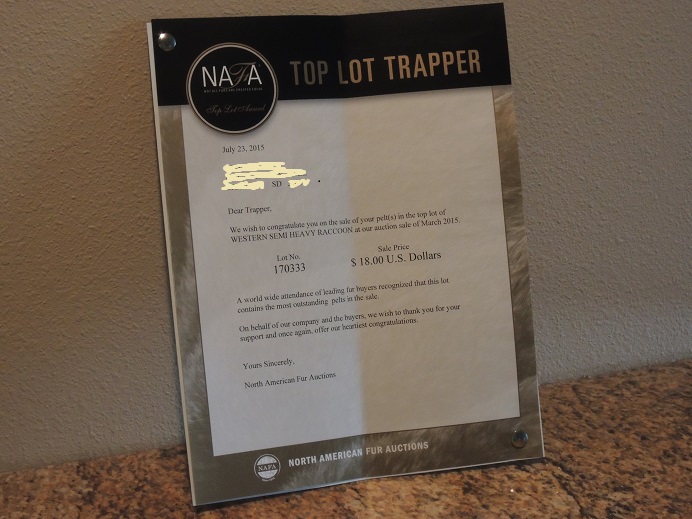 NAFA
Top Lot Award
TOP LOT TRAPPER
July 23, 2015
SD
Dear Trapper,
We wish to congratulate you on the sale of your pelt(s) in the top lot of
WESTERN SEMI HEAVY RACCOON at our auction sale of March 2015.
Lot No. Sale Price
170333 $ 18.00 U.S. Dollars
A world wide attendance of leading fur buyers recognized that this lot
contains the most outstanding pelts in the sale.
On behalf of our company and the buyers, we wish to thank you for your
support and once again, offer our heartiest congratulations.
Yours Sincerely,
North American Fur Auctions
NAFA
NORTH AMERICAN FUR AUCTIONS